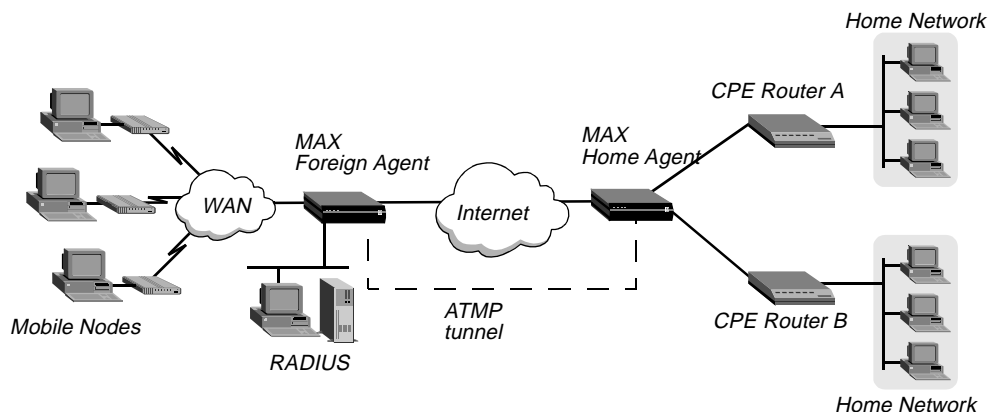 Home Network
CPE Router A
MAX
Foreign Agent
MAX
Home Agent
WAN
Internet
Mobile Nodes
RADIUS
ATMP
tunnel
CPE Router B
Home Network